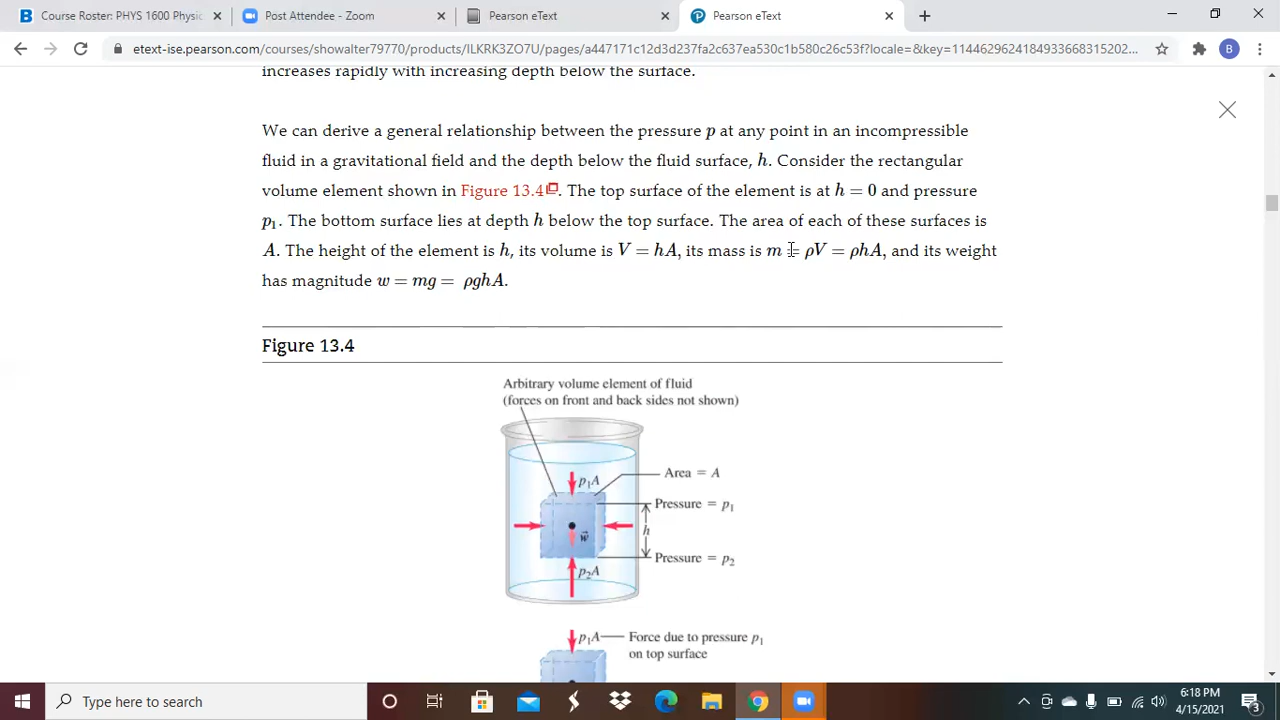 Course Roster: PHYS 1600 Physic
Post Attendee - Zoom
Pearson eText
Pearson eText
etext-ise.pearson.com/courses/showalter79770/products/ILKRK3ZO7U/pages/a447171c12d3d237fa2c637ea530c1b580c26c53f?locale=&key=1144629624184933668315202...
B
increases rapidly with increasing depth below the surface.
We can derive a general relationship between the pressure p at any point in an incompressible
fluid in a gravitational field and the depth below the fluid surface, h. Consider the rectangular
volume element shown in Figure 13.4. The top surface of the element is at h = 0 and pressure
p₁. The bottom surface lies at depth h below the top surface. The area of each of these surfaces is
A. The height of the element is h, its volume is V = hA, its mass is m = ρV = ρhA, and its weight
has magnitude w = mg = ρghA.
Figure 13.4
Arbitrary volume element of fluid
(forces on front and back sides not shown)
p₁A
Area = A
Pressure = p₁
h
w⃗
Pressure = p₂
p₂A
p₁A
Force due to pressure p₁
on top surface
Type here to search
6:18 PM
4/15/2021
3